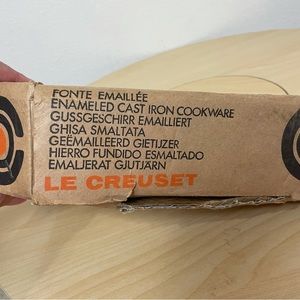 FONTE EMAILLÉE
ENAMELED CAST IRON COOKWARE
GUSSGESCHIRR EMAILLIERT
GHISA SMALTATA
GEËMAILLEERD GIETIJZER
HIERRO FUNDIDO ESMALTADO
EMALJERAT GJUTJÄRN
LE CREUSET